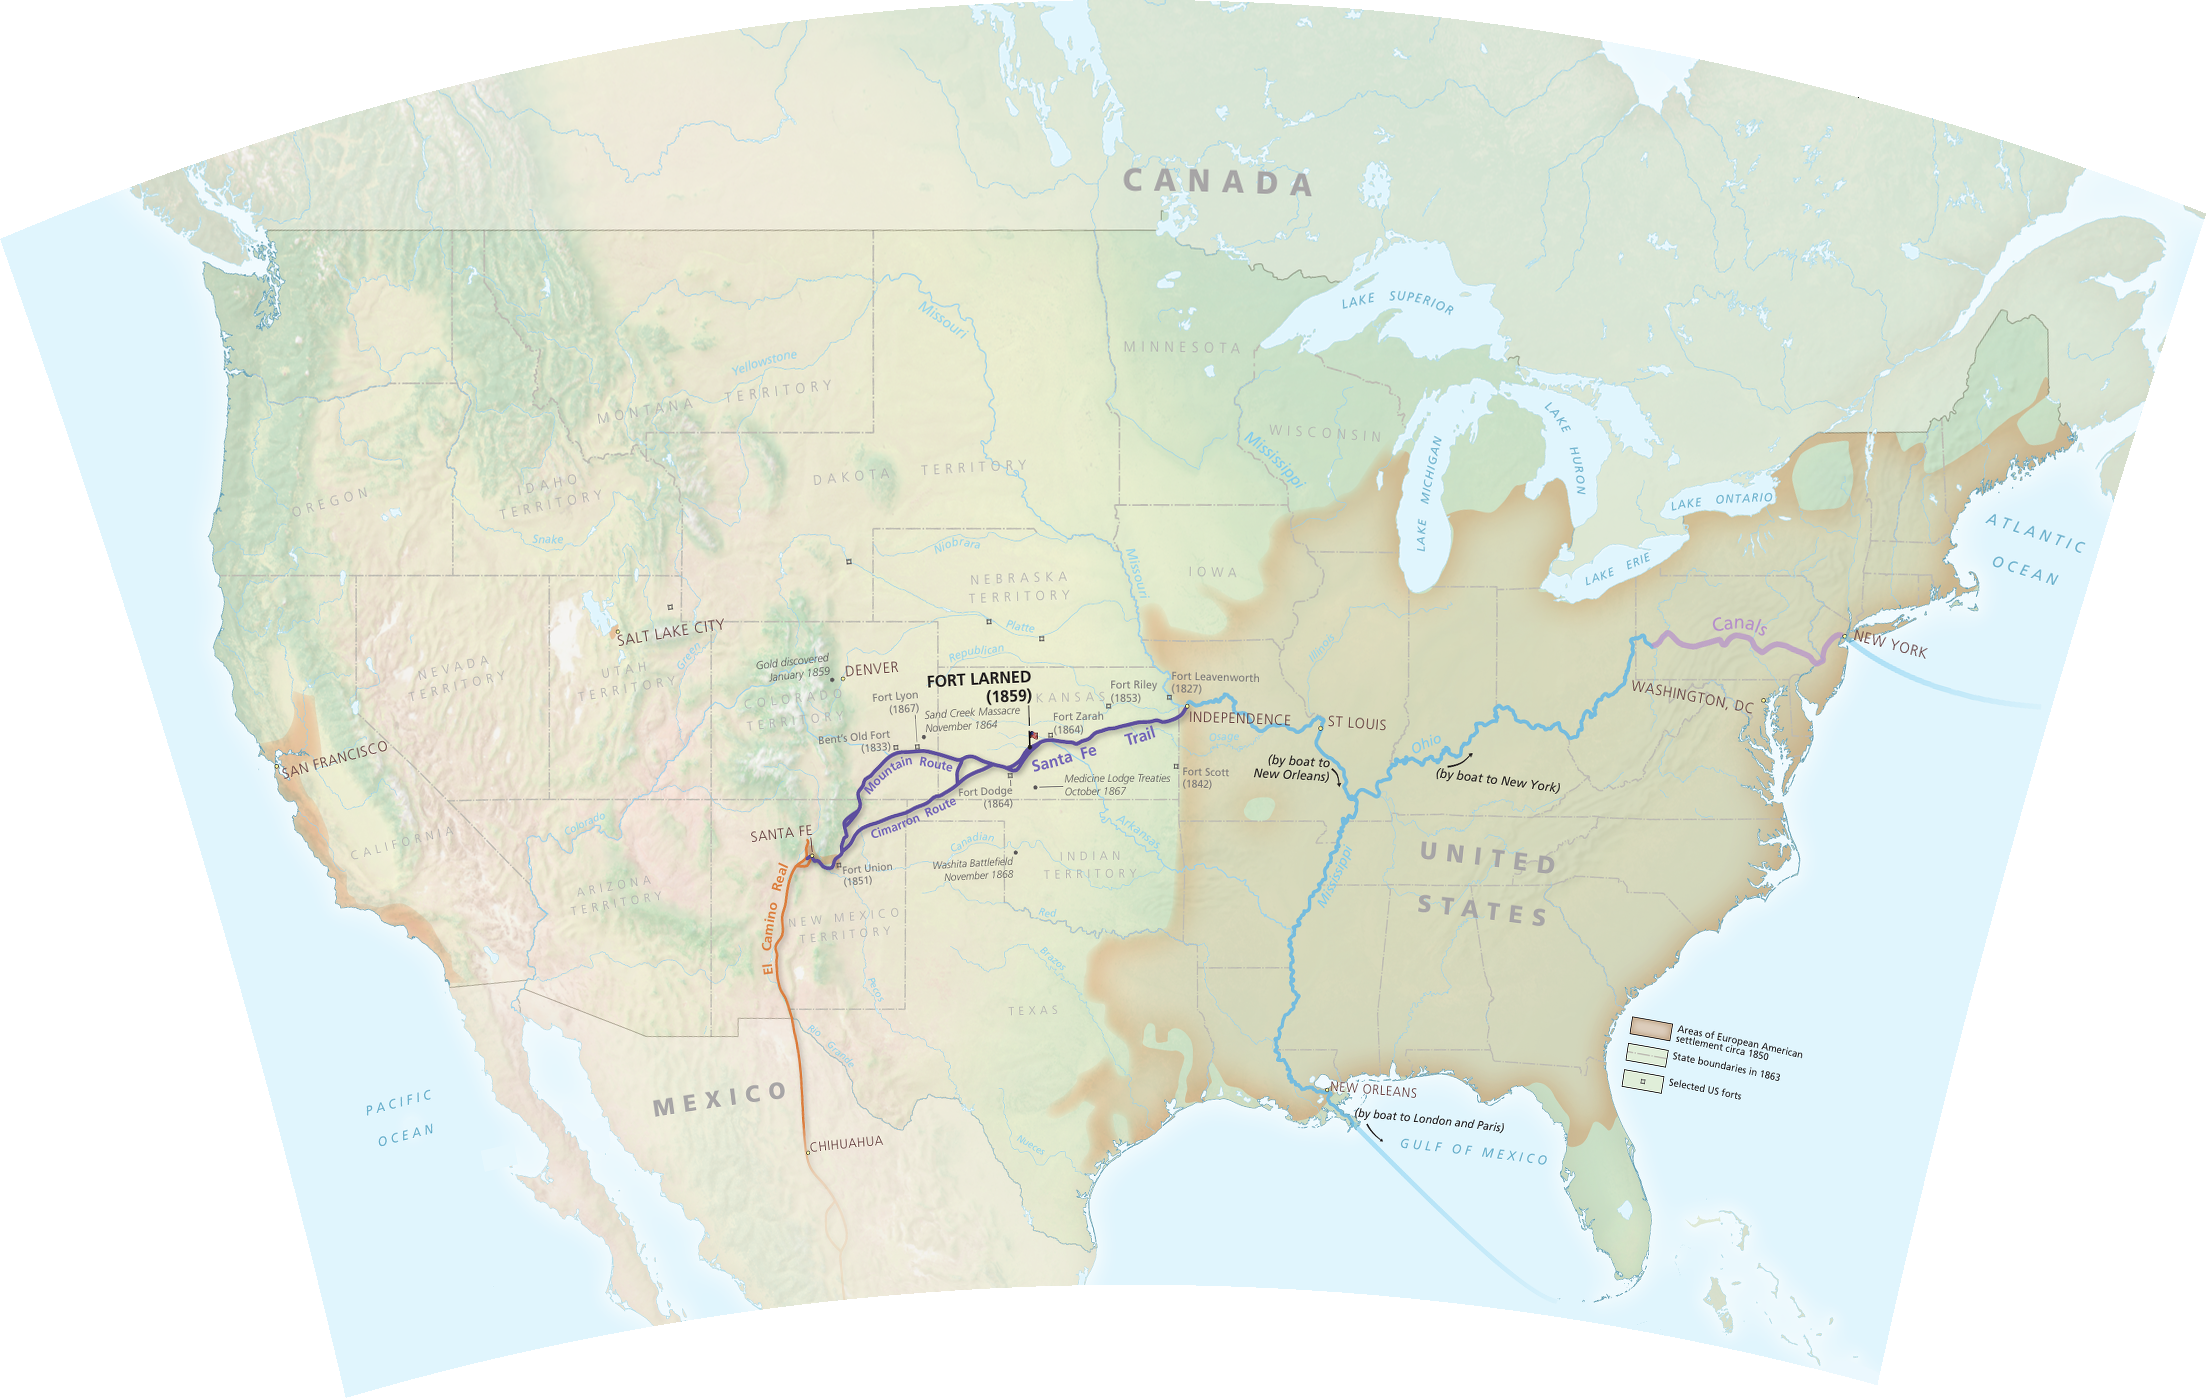 CANADA
LAKE SUPERIOR
Missouri
MINNESOTA
Yellowstone
MONTANA TERRITORY
LAKE HURON
WISCONSIN
Mississippi
LAKE MICHIGAN
DAKOTA TERRITORY
IDAHO
TERRITORY
OREGON
LAKE ONTARIO
ATLANTIC
OCEAN
Snake
Niobrara
Missouri
IOWA
LAKE ERIE
NEBRASKA
TERRITORY
Platte
SALT LAKE CITY
Canals
NEW YORK
Green
Republican
Illinois
NEVADA
TERRITORY
UTAH
TERRITORY
Gold discovered
January 1859
DENVER
COLORADO
TERRITORY
FORT LARNED
(1859)
KANSAS
Fort Riley
(1853)
Fort Leavenworth
(1827)
WASHINGTON, DC
Fort Lyon
(1867)
Sand Creek Massacre
November 1864
Fort Zarah
(1864)
INDEPENDENCE
ST LOUIS
Bent's Old Fort
(1833)
Santa Fe Trail
Osage
Ohio
SAN FRANCISCO
Mountain Route
(by boat to
New Orleans)
(by boat to New York)
Fort Scott
(1842)
Medicine Lodge Treaties
October 1867
Fort Dodge
(1864)
Cimarron Route
Colorado
CALIFORNIA
SANTA FE
Canadian
Arkansas
Washita Battlefield
November 1868
INDIAN
TERRITORY
Fort Union
(1851)
UNITED
STATES
Mississippi
ARIZONA
TERRITORY
El Camino Real
NEW MEXICO
TERRITORY
Red
Brazos
Pecos
TEXAS
Rio Grande
Areas of European American
settlement circa 1850
State boundaries in 1863
Selected US forts
MEXICO
NEW ORLEANS
(by boat to London and Paris)
GULF OF MEXICO
PACIFIC
OCEAN
CHIHUAHUA
Nueces